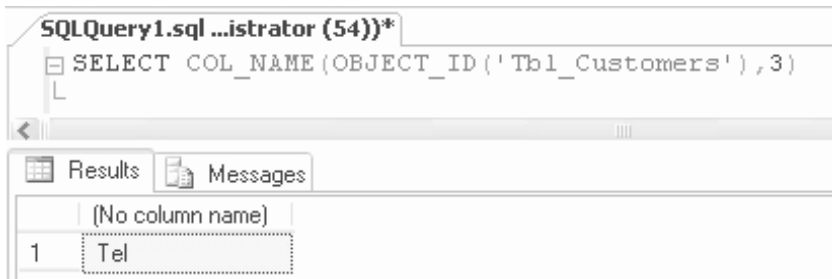 SQLQuery1.sql ...istrator (54))*
SELECT COL_NAME(OBJECT_ID('Tbl_Customers'),3)
Results Messages
(No column name)
1 Tel